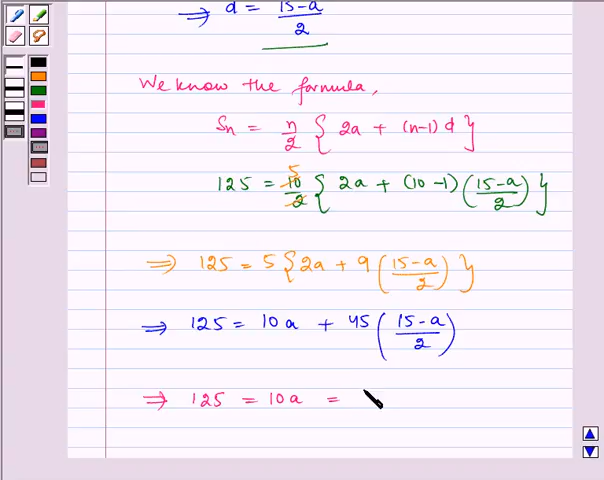 ⇒ d = 15-a/2
We know the formula,
Sn = n/2 { 2a + (n-1) d }
125 = 5 10/2 { 2a + (10-1) (15-a/2) }
⇒ 125 = 5 { 2a + 9 (15-a/2) }
⇒ 125 = 10a + 45 (15-a/2)
⇒ 125 = 10a =